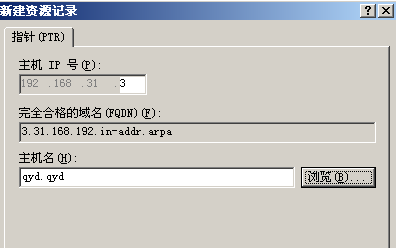 新建资源记录
指针(PTR)
主机 IP 号(P):
192 .168 .31 .3
完全合格的域名(FQDN)(F):
3.31.168.192.in-addr.arpa
主机名(H):
qyd.qyd
浏览(B)...